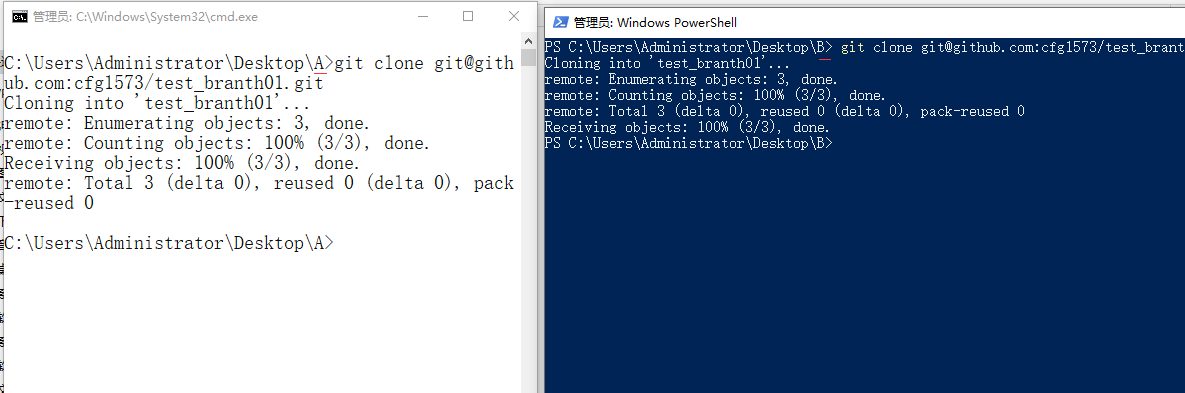 管理员: C:\Windows\System32\cmd.exe
C:\Users\Administrator\Desktop\A>git clone git@gith
ub.com:cfg1573/test_branth01.git
Cloning into 'test_branth01'...
remote: Enumerating objects: 3, done.
remote: Counting objects: 100% (3/3), done.
Receiving objects: 100% (3/3), done.
remote: Total 3 (delta 0), reused 0 (delta 0), pack
-reused 0
C:\Users\Administrator\Desktop\A>
管理员: Windows PowerShell
PS C:\Users\Administrator\Desktop\B> git clone git@github.com:cfg1573/test_brant
Cloning into 'test_branth01'...
remote: Enumerating objects: 3, done.
remote: Counting objects: 100% (3/3), done.
remote: Total 3 (delta 0), reused 0 (delta 0), pack-reused 0
Receiving objects: 100% (3/3), done.
PS C:\Users\Administrator\Desktop\B>